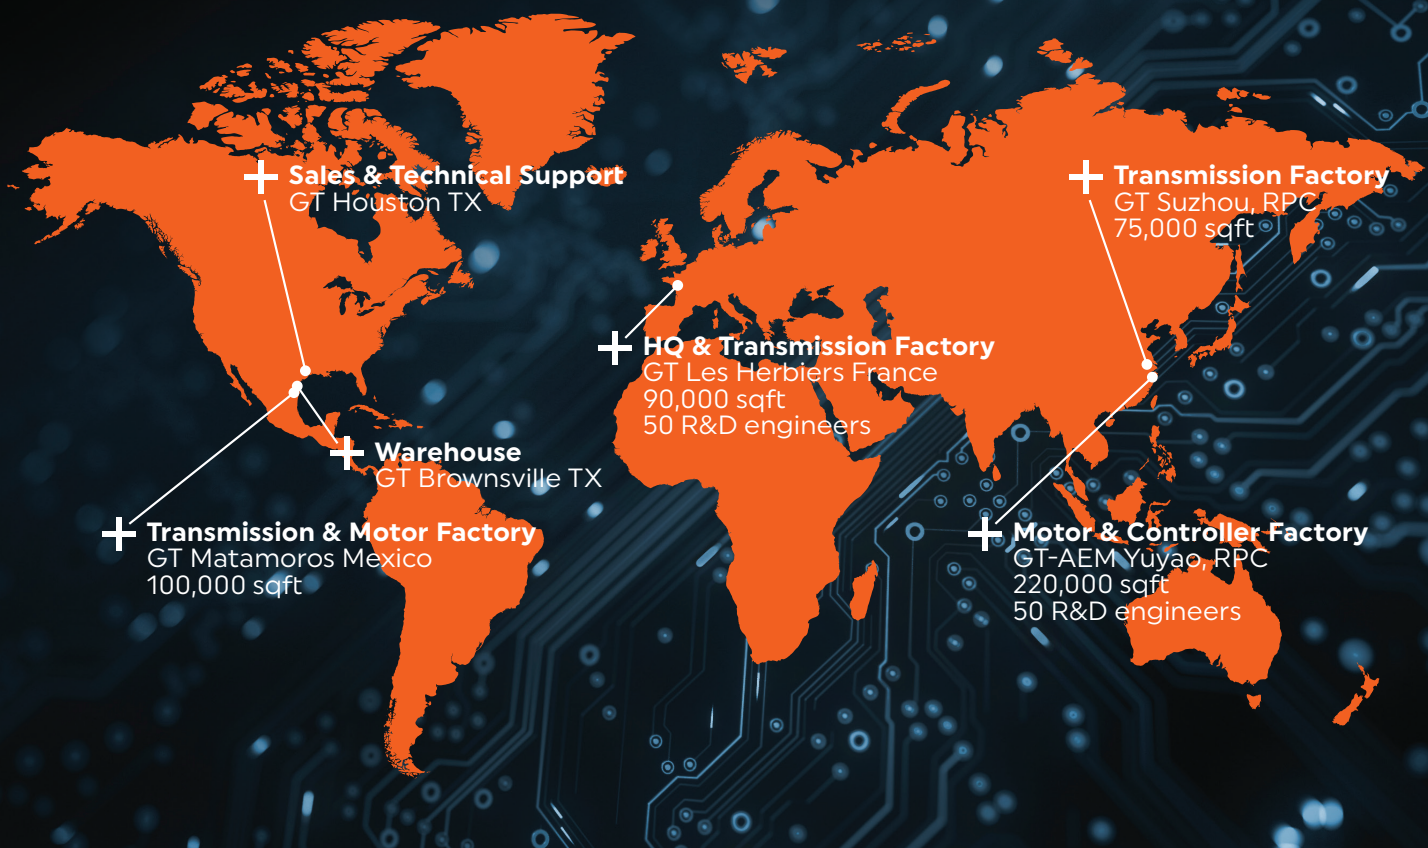 Sales & Technical Support
GT Houston TX
Transmission Factory
GT Suzhou, RPC
75,000 sqft
HQ & Transmission Factory
GT Les Herbiers France
90,000 sqft
50 R&D engineers
Warehouse
GT Brownsville TX
Transmission & Motor Factory
GT Matamoros Mexico
100,000 sqft
Motor & Controller Factory
GT-AEM Yuyao, RPC
220,000 sqft
50 R&D engineers